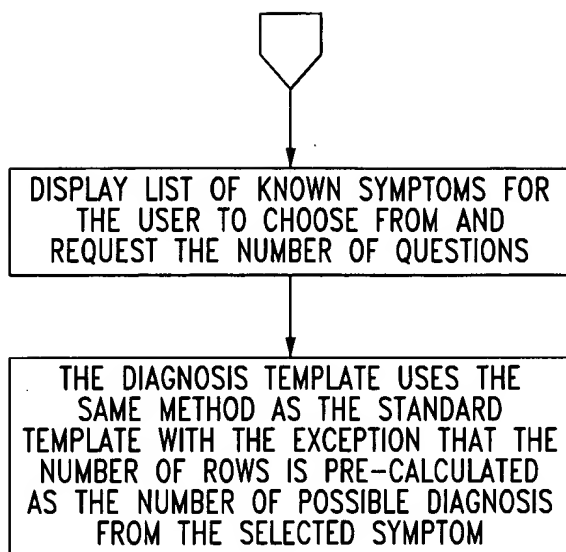 DISPLAY LIST OF KNOWN SYMPTOMS FOR
THE USER TO CHOOSE FROM AND
REQUEST THE NUMBER OF QUESTIONS
THE DIAGNOSIS TEMPLATE USES THE
SAME METHOD AS THE STANDARD
TEMPLATE WITH THE EXCEPTION THAT THE
NUMBER OF ROWS IS PRE-CALCULATED
AS THE NUMBER OF POSSIBLE DIAGNOSIS
FROM THE SELECTED SYMPTOM